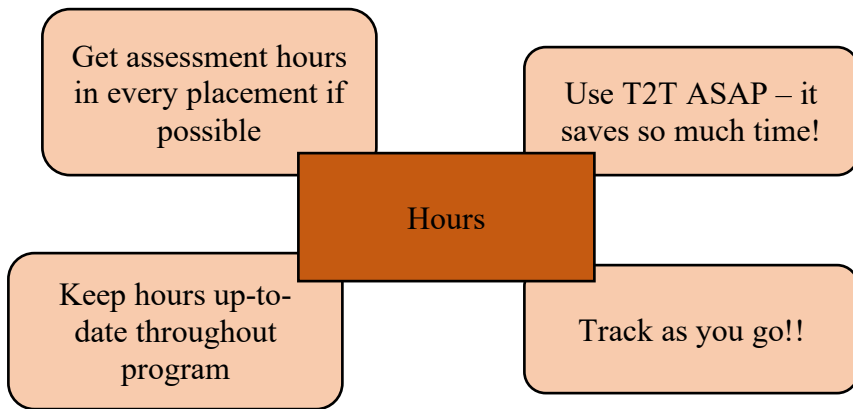 Get assessment hours
in every placement if
possible
Use T2T ASAP – it
saves so much time!
Hours
Keep hours up-to-
date throughout
program
Track as you go!!